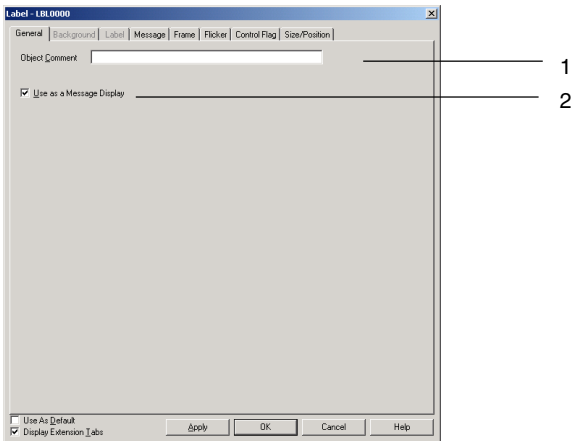 Label - LBL0000
General Background Label Message Frame Flicker Control Flag Size/Position
Object Comment
1
Use as a Message Display
2
Use As Default
Display Extension Tabs
Apply OK Cancel Help